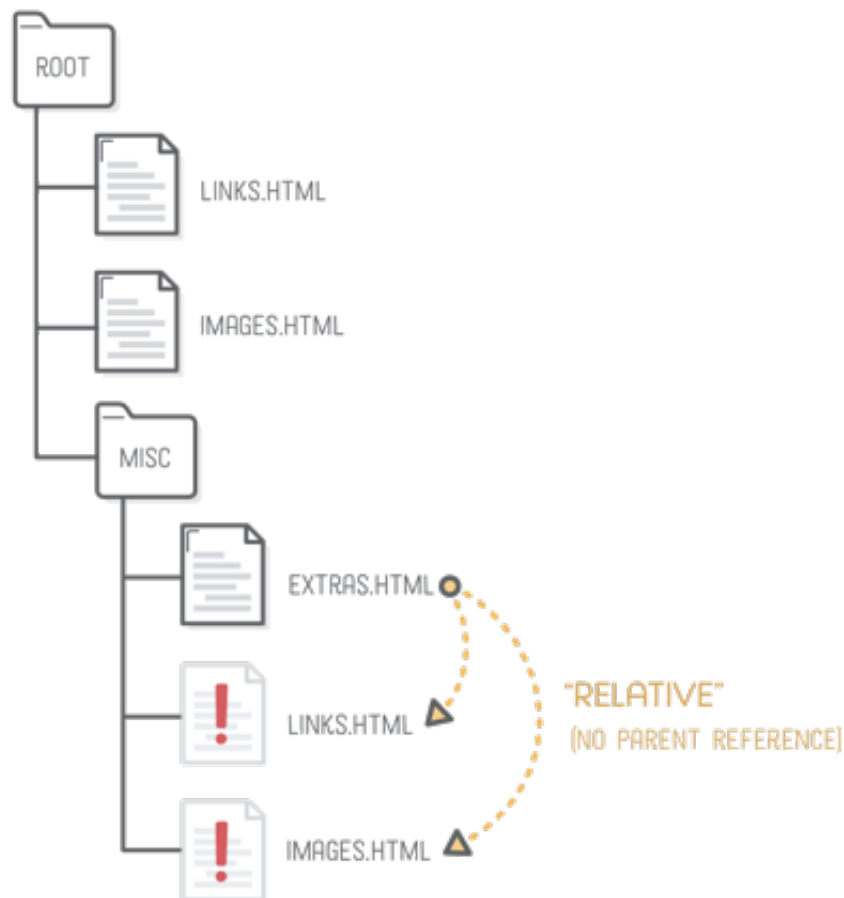 ROOT
LINKS.HTML
IMAGES.HTML
MISC
EXTRAS.HTML
LINKS.HTML
"RELATIVE"
(NO PARENT REFERENCE)
IMAGES.HTML